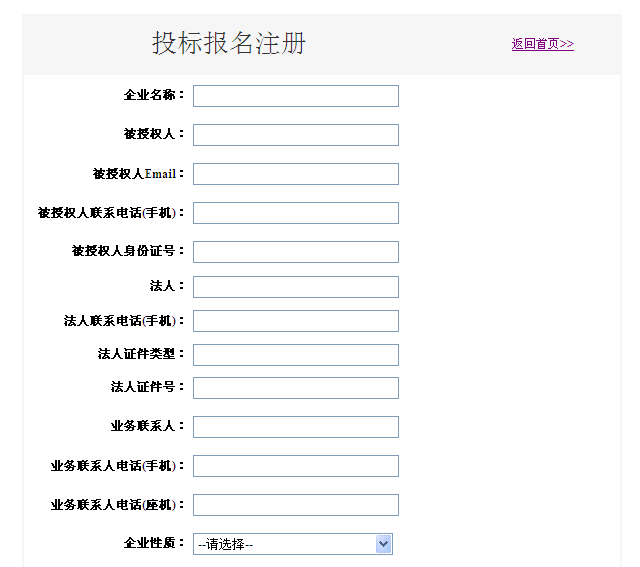 投标报名注册
返回首页>>
企业名称：
被授权人：
被授权人Email：
被授权人联系电话(手机)：
被授权人身份证号：
法人：
法人联系电话(手机)：
法人证件类型：
法人证件号：
业务联系人：
业务联系人电话(手机)：
业务联系人电话(座机)：
企业性质：
--请选择--